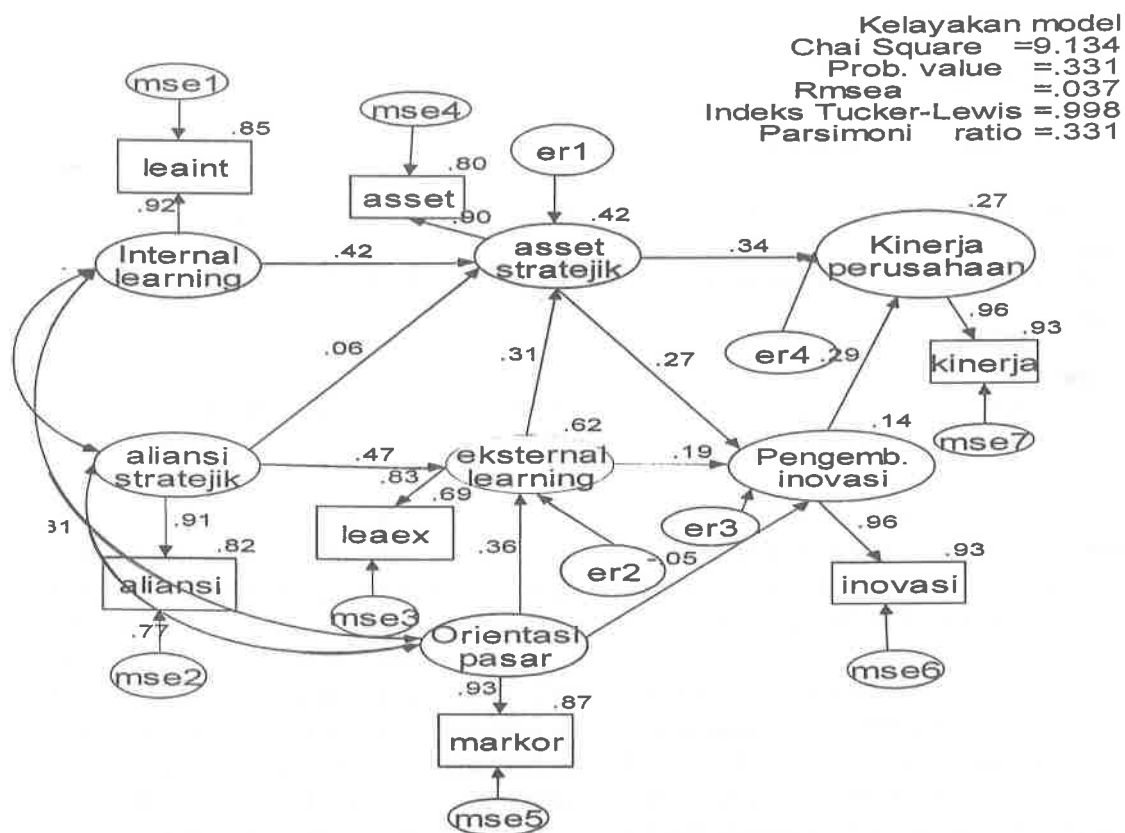 Kelayakan model
Chai Square =9.134
Prob. value =.331
Rmsea =.037
Indeks Tucker-Lewis =.998
Parsimoni ratio =.331
mse1
.85
leaint
.92
Internal
learning
mse4
.80
asset
.90
er1
.42
asset
stratejik
.42
.34
.27
Kinerja
perusahaan
.96
.93
kinerja
mse7
er4
.29
.06
.31
.27
aliansi
stratejik
.47
.62
eksternal
learning
.83
.69
leaex
mse3
.19
.14
Pengemb.
inovasi
er3
.96
.93
inovasi
mse6
.91
.82
aliansi
.77
mse2
31
.36
er2
-.05
Orientasi
pasar
.93
.87
markor
mse5